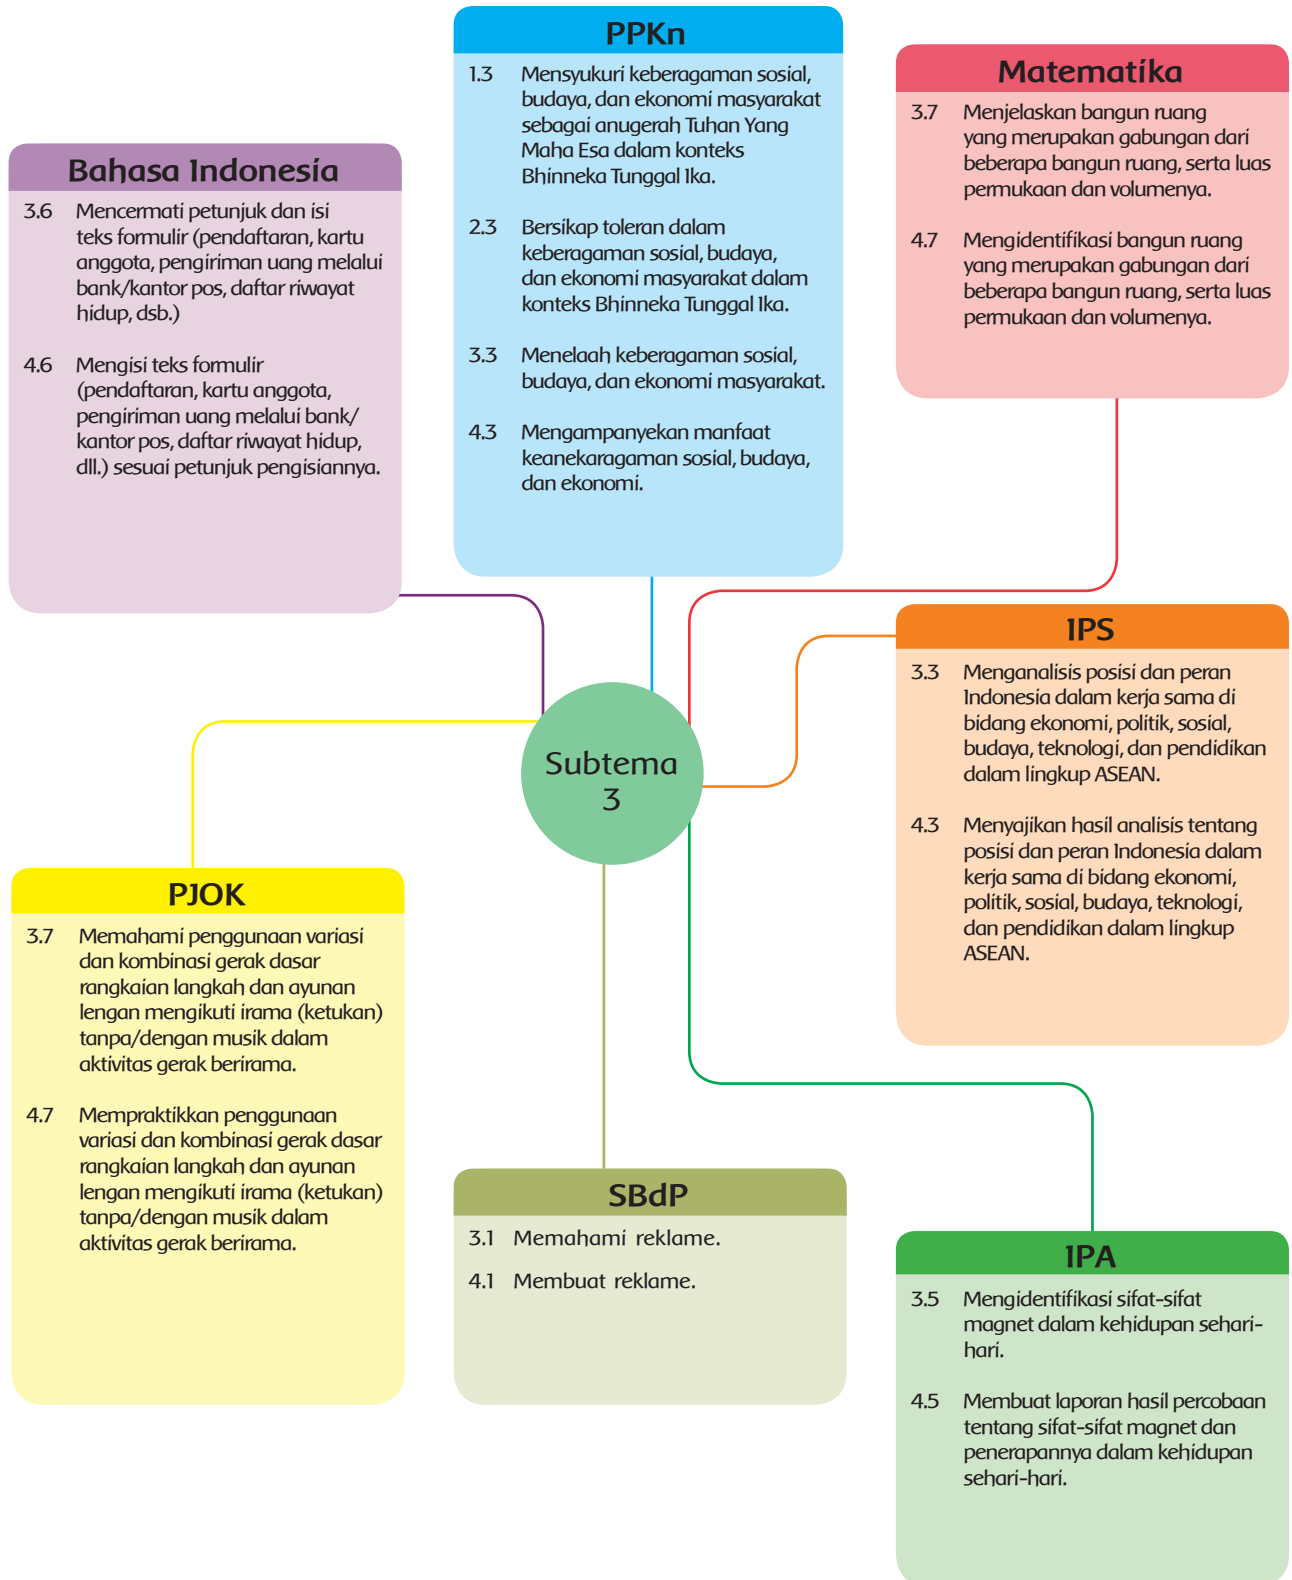 PPKn
1.3 Mensyukuri keberagaman sosial,
budaya, dan ekonomi masyarakat
sebagai anugerah Tuhan Yang
Maha Esa dalam konteks
Bhinneka Tunggal Ika.
2.3 Bersikap toleran dalam
keberagaman sosial, budaya,
dan ekonomi masyarakat dalam
konteks Bhinneka Tunggal Ika.
3.3 Menelaah keberagaman sosial,
budaya, dan ekonomi masyarakat.
4.3 Mengampanyekan manfaat
keanekaragaman sosial, budaya,
dan ekonomi.
Matematika
3.7 Menjelaskan bangun ruang
yang merupakan gabungan dari
beberapa bangun ruang, serta luas
permukaan dan volumenya.
4.7 Mengidentifikasi bangun ruang
yang merupakan gabungan dari
beberapa bangun ruang, serta luas
permukaan dan volumenya.
Bahasa Indonesia
3.6 Mencermati petunjuk dan isi
teks formulir (pendaftaran, kartu
anggota, pengiriman uang melalui
bank/kantor pos, daftar riwayat
hidup, dsb.)
4.6 Mengisi teks formulir
(pendaftaran, kartu anggota,
pengiriman uang melalui bank/
kantor pos, daftar riwayat hidup,
dll.) sesuai petunjuk pengisiannya.
IPS
3.3 Menganalisis posisi dan peran
Indonesia dalam kerja sama di
bidang ekonomi, politik, sosial,
budaya, teknologi, dan pendidikan
dalam lingkup ASEAN.
4.3 Menyajikan hasil analisis tentang
posisi dan peran Indonesia dalam
kerja sama di bidang ekonomi,
politik, sosial, budaya, teknologi,
dan pendidikan dalam lingkup
ASEAN.
Subtema
3
PJOK
3.7 Memahami penggunaan variasi
dan kombinasi gerak dasar
rangkaian langkah dan ayunan
lengan mengikuti irama (ketukan)
tanpa/dengan musik dalam
aktivitas gerak berirama.
4.7 Mempraktikkan penggunaan
variasi dan kombinasi gerak dasar
rangkaian langkah dan ayunan
lengan mengikuti irama (ketukan)
tanpa/dengan musik dalam
aktivitas gerak berirama.
SBdP
3.1 Memahami reklame.
4.1 Membuat reklame.
IPA
3.5 Mengidentifikasi sifat-sifat
magnet dalam kehidupan sehari-
hari.
4.5 Membuat laporan hasil percobaan
tentang sifat-sifat magnet dan
penerapannya dalam kehidupan
sehari-hari.